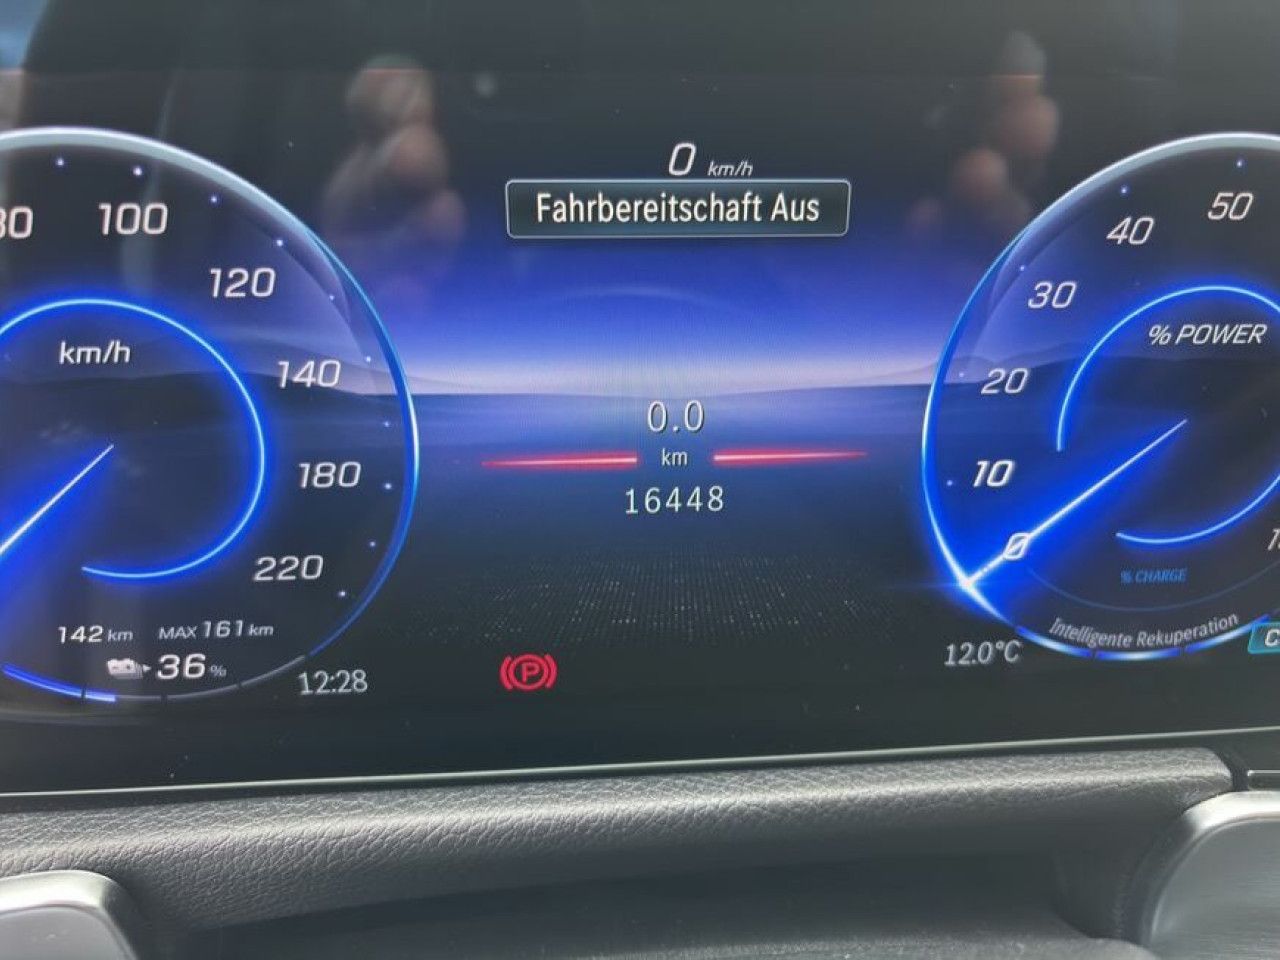 0 km/h
Fahrbereitschaft Aus
100
120
140
180
220
km/h
142 km MAX 161 km
36 %
12:28
0.0
km
16448
P
50
40
30
20
10
0
% POWER
% CHARGE
Intelligente Rekuperation
12.0°C